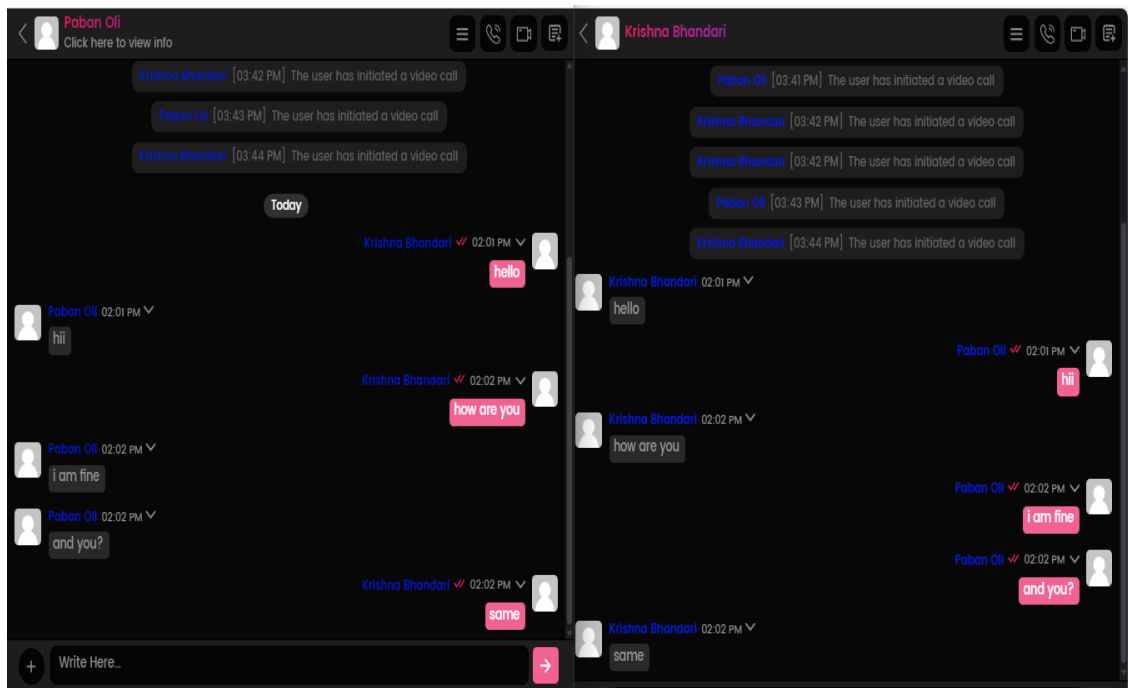 Paban Oli
Click here to view info
Krishna Bhandari [03:42 PM] The user has initiated a video call
Paban Oli [03:43 PM] The user has initiated a video call
Krishna Bhandari [03:44 PM] The user has initiated a video call
Today
Krishna Bhandari 02:01 PM
hello
Paban Oli 02:01 PM
hii
Krishna Bhandari 02:02 PM
how are you
Paban Oli 02:02 PM
i am fine
Paban Oli 02:02 PM
and you?
Krishna Bhandari 02:02 PM
same
Write Here...
Krishna Bhandari
Paban Oli [03:41 PM] The user has initiated a video call
Krishna Bhandari [03:42 PM] The user has initiated a video call
Krishna Bhandari [03:42 PM] The user has initiated a video call
Paban Oli [03:43 PM] The user has initiated a video call
Krishna Bhandari [03:44 PM] The user has initiated a video call
Krishna Bhandari 02:01 PM
hello
Paban Oli 02:01 PM
hii
Krishna Bhandari 02:02 PM
how are you
Paban Oli 02:02 PM
i am fine
Paban Oli 02:02 PM
and you?
Krishna Bhandari 02:02 PM
same